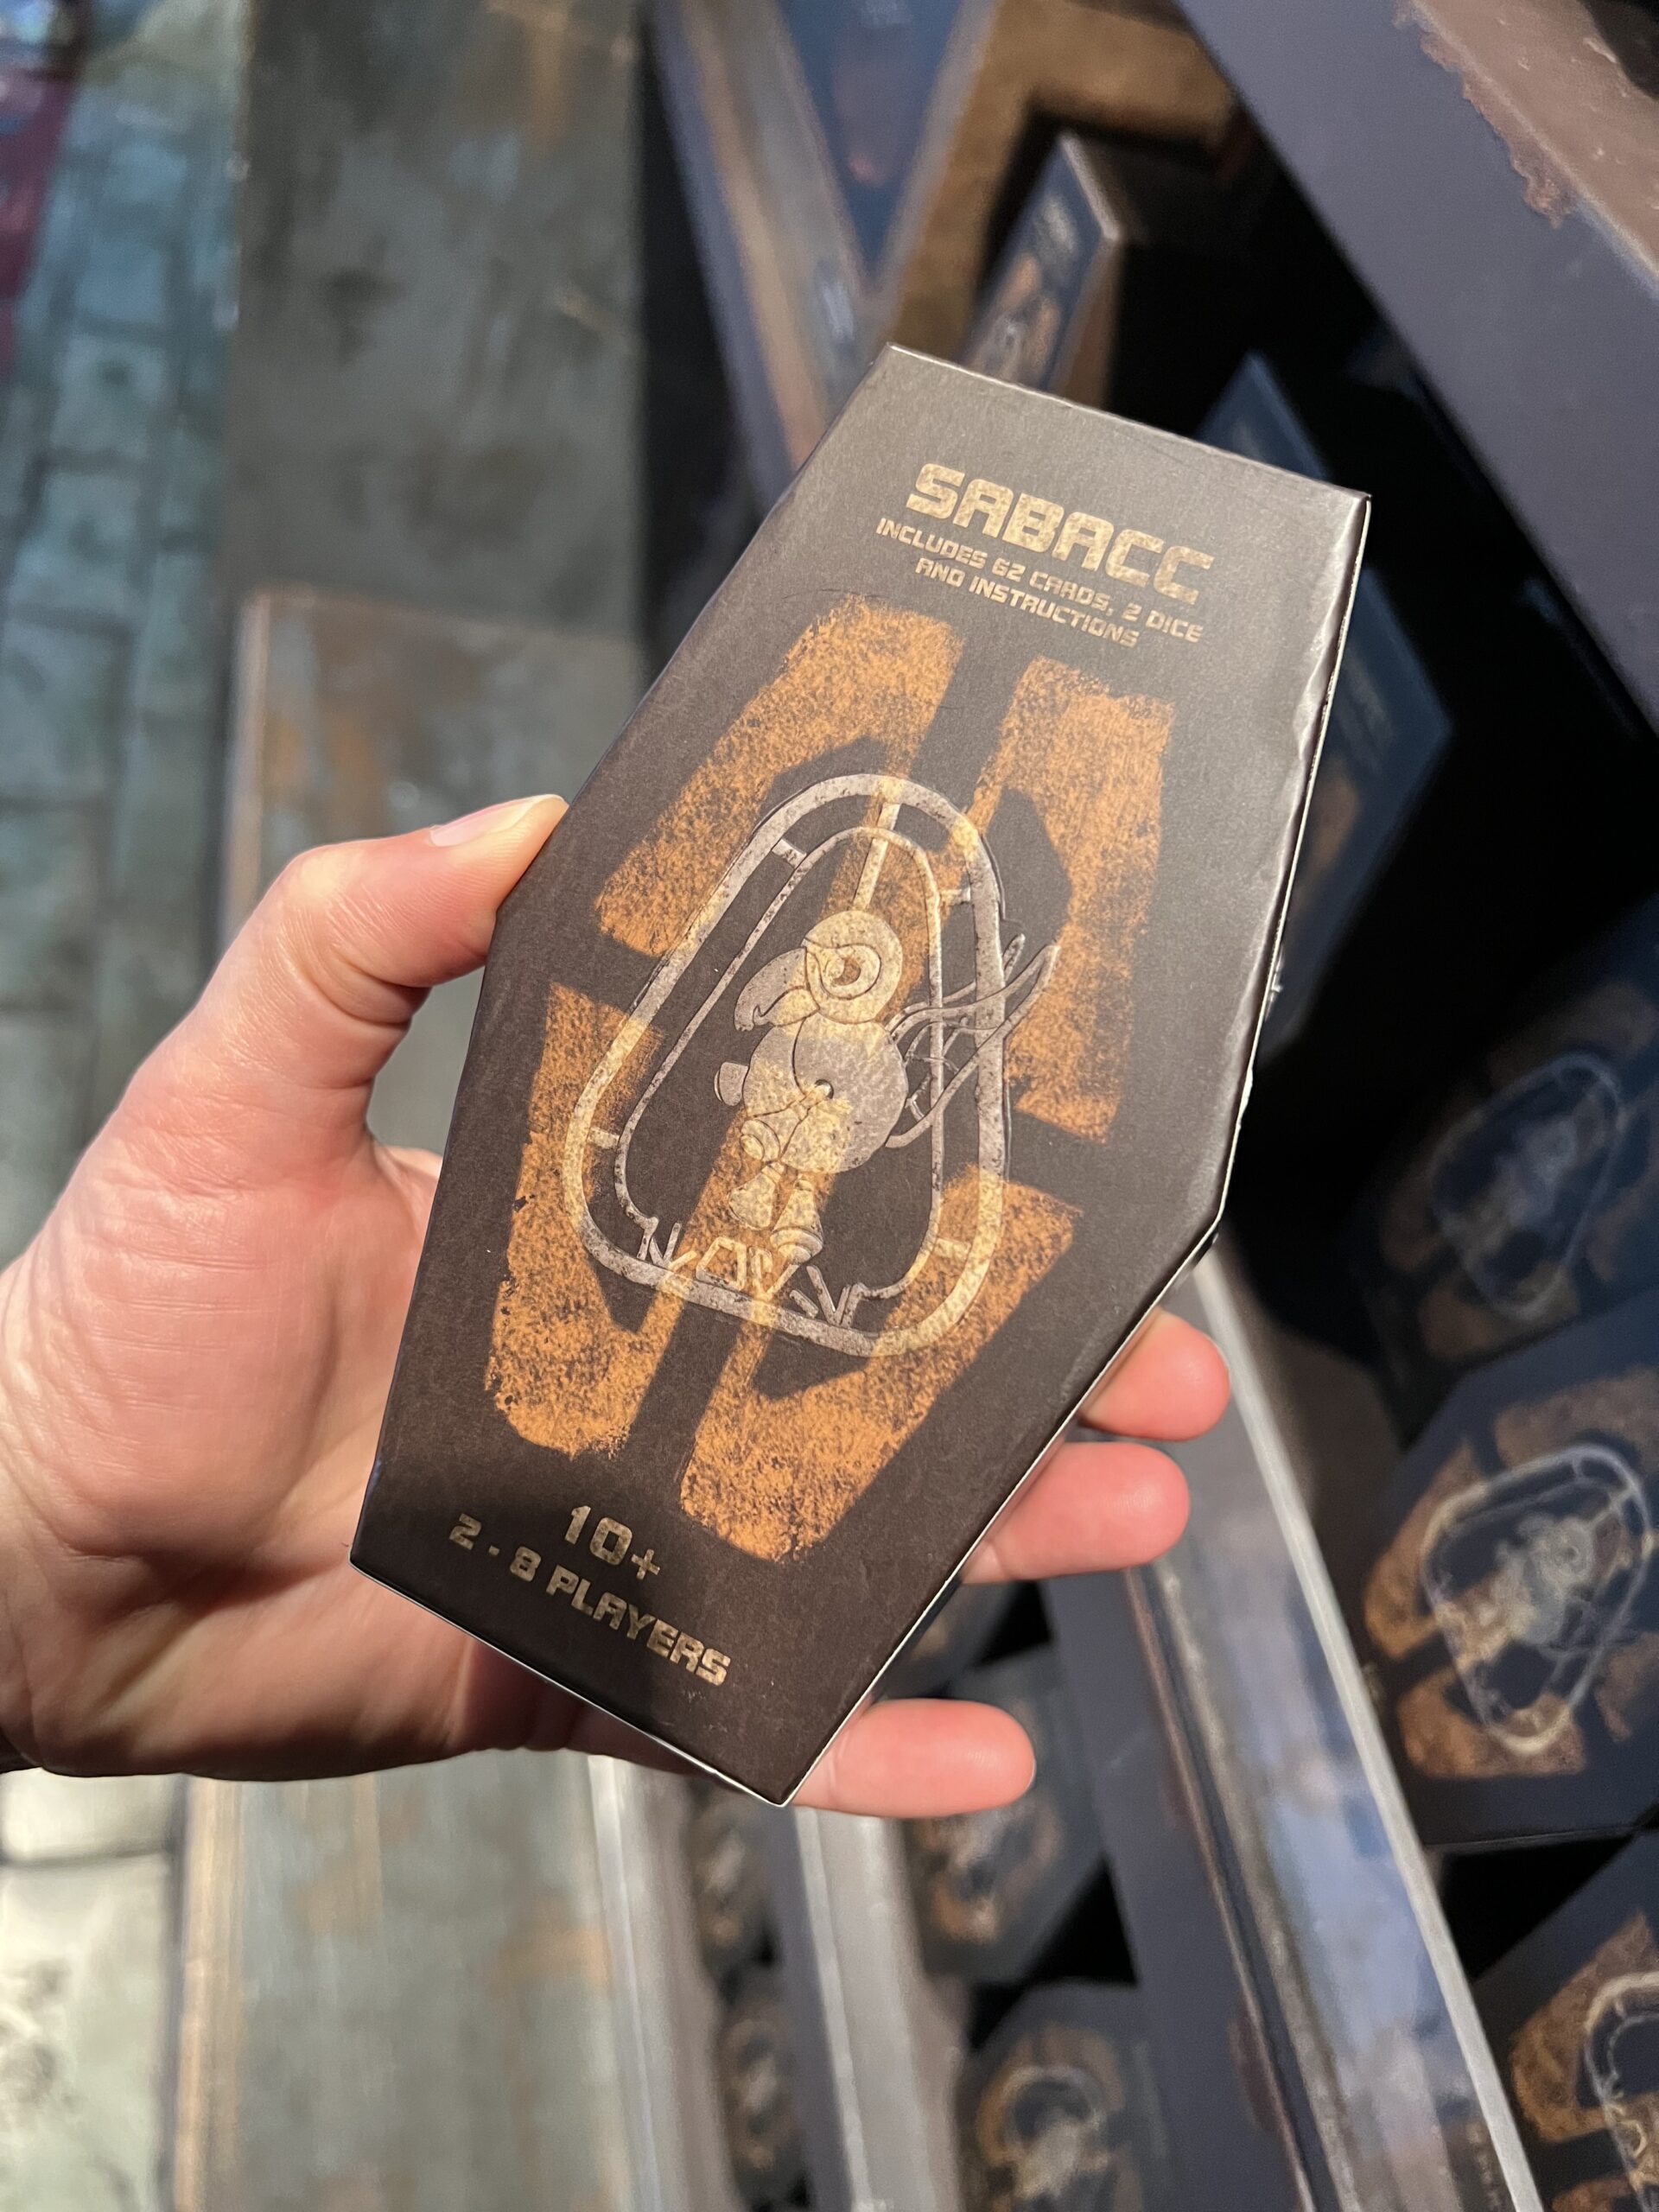 SABACC
INCLUDES 62 CARDS, 2 DICE
AND INSTRUCTIONS
10+
2 - 8 PLAYERS